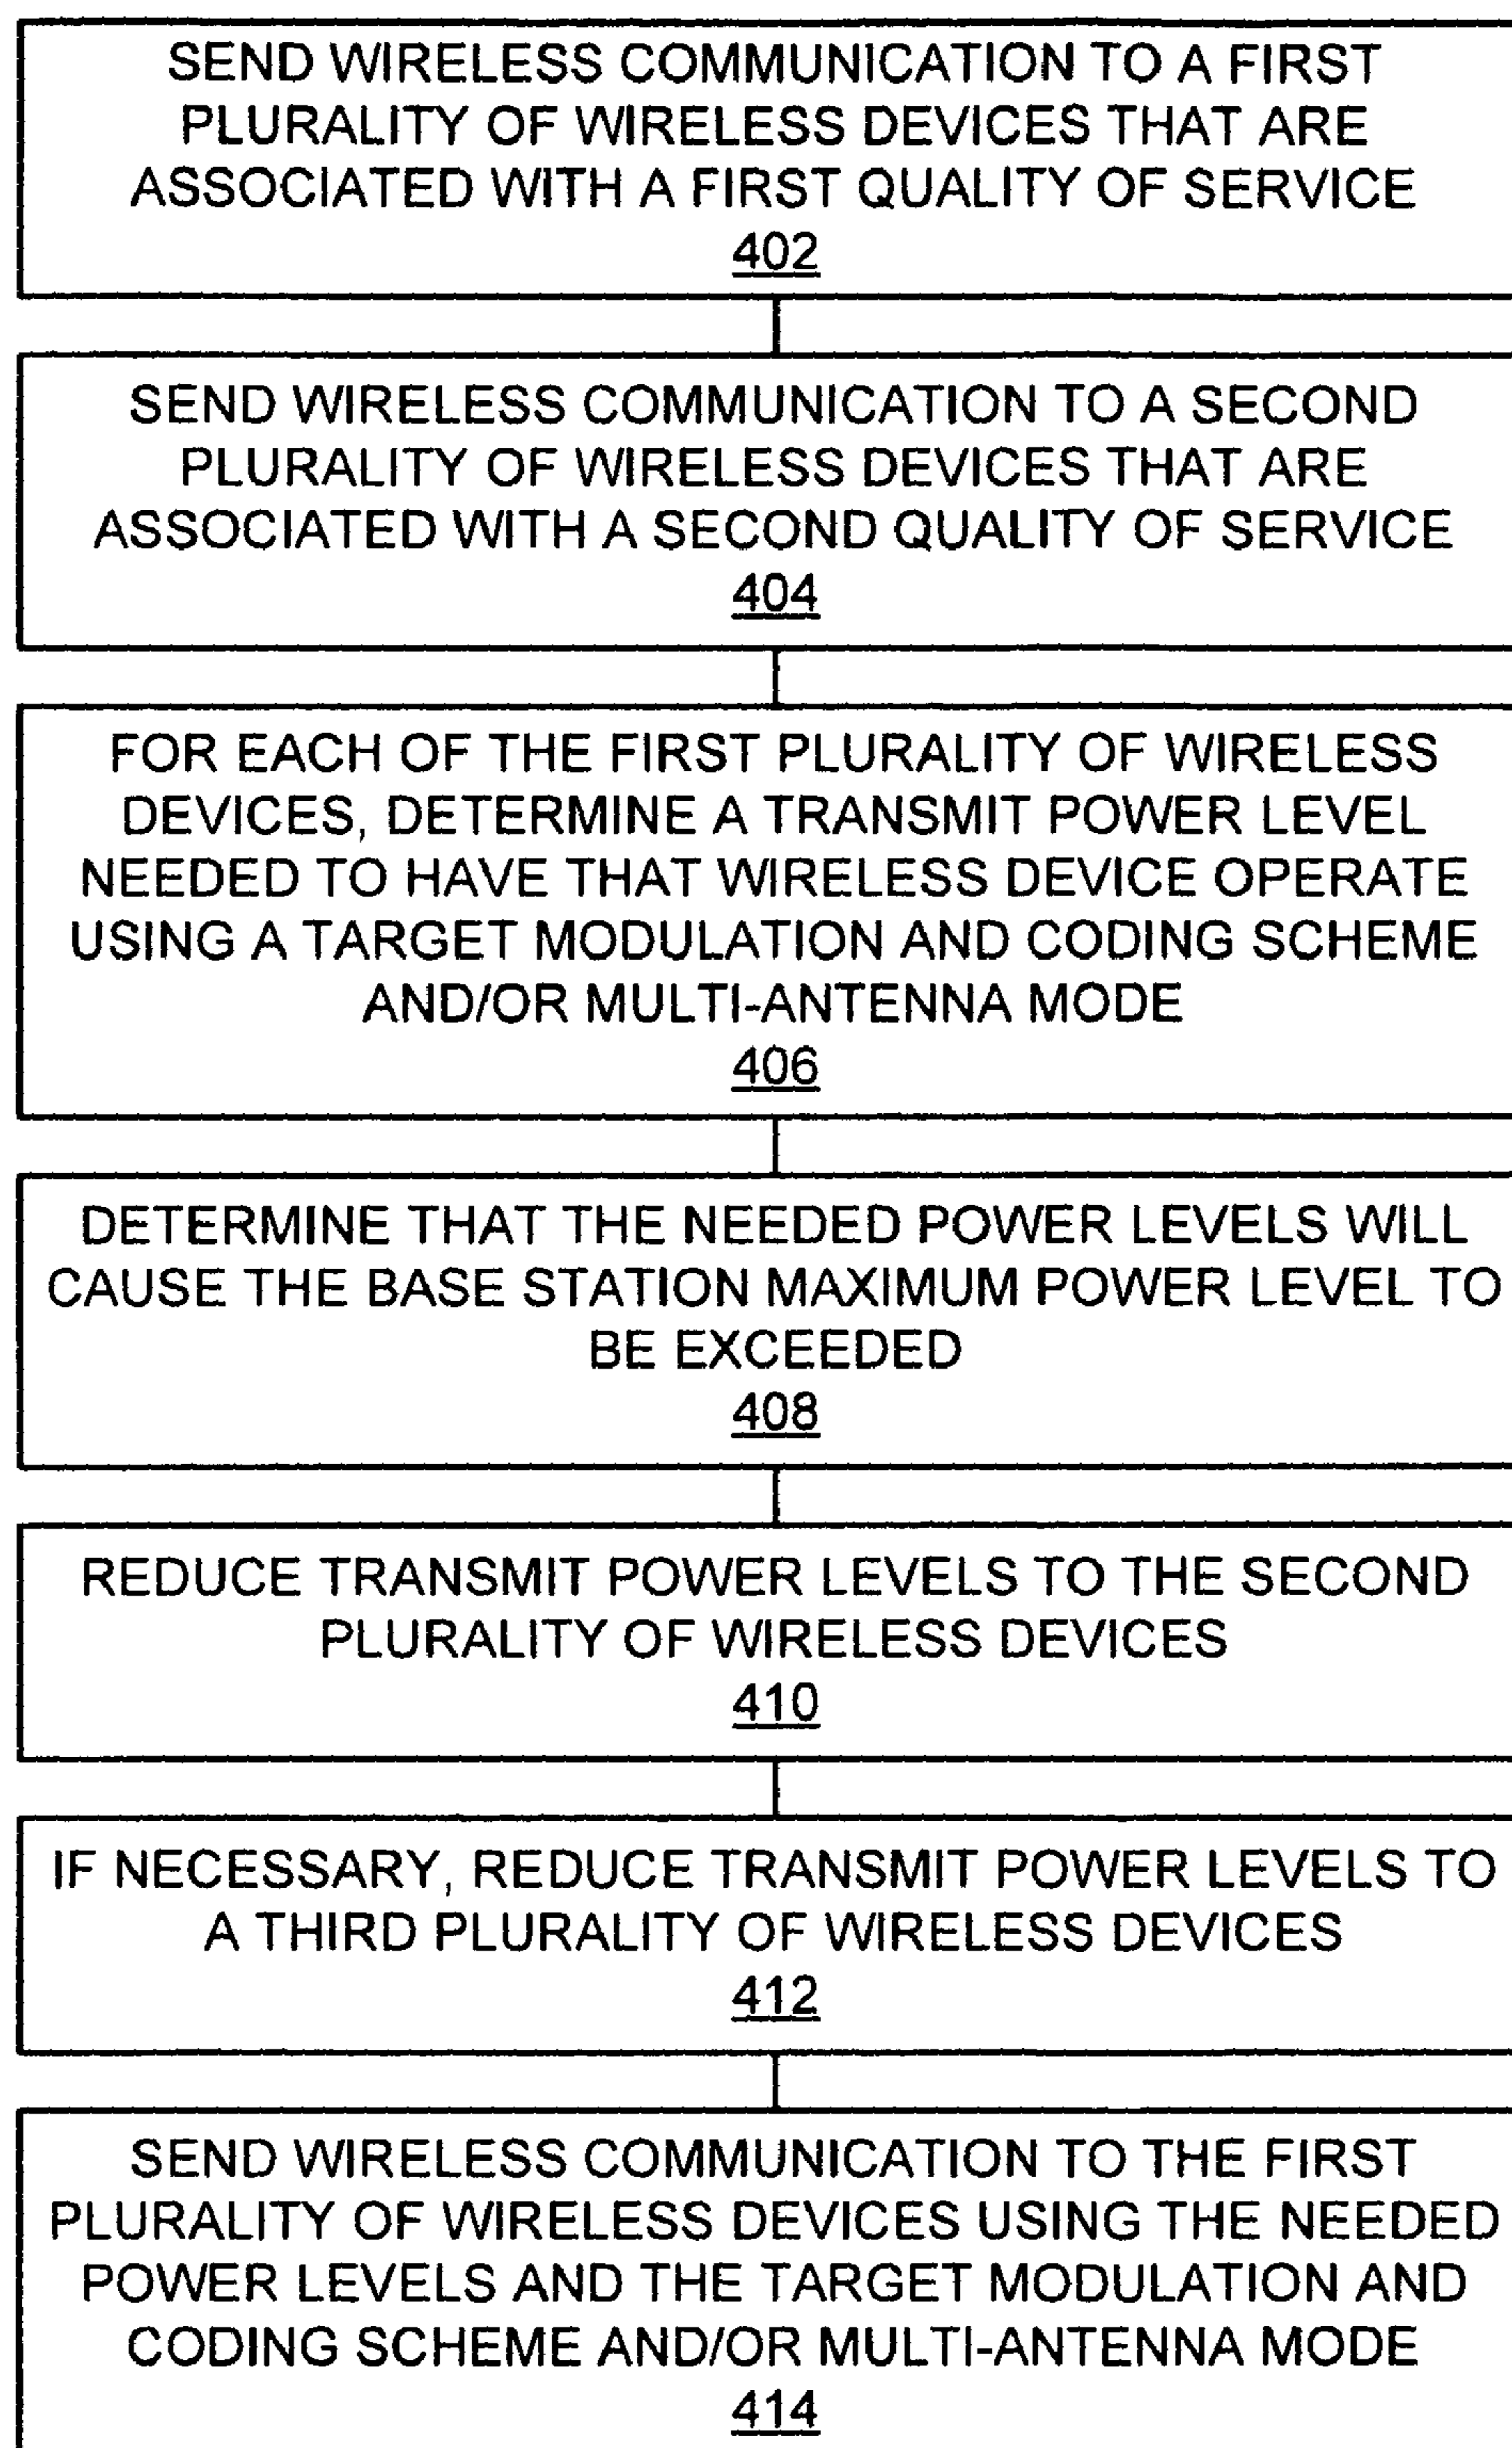 SEND WIRELESS COMMUNICATION TO A FIRST
PLURALITY OF WIRELESS DEVICES THAT ARE
ASSOCIATED WITH A FIRST QUALITY OF SERVICE
402
SEND WIRELESS COMMUNICATION TO A SECOND
PLURALITY OF WIRELESS DEVICES THAT ARE
ASSOCIATED WITH A SECOND QUALITY OF SERVICE
404
FOR EACH OF THE FIRST PLURALITY OF WIRELESS
DEVICES, DETERMINE A TRANSMIT POWER LEVEL
NEEDED TO HAVE THAT WIRELESS DEVICE OPERATE
USING A TARGET MODULATION AND CODING SCHEME
AND/OR MULTI-ANTENNA MODE
406
DETERMINE THAT THE NEEDED POWER LEVELS WILL
CAUSE THE BASE STATION MAXIMUM POWER LEVEL TO
BE EXCEEDED
408
REDUCE TRANSMIT POWER LEVELS TO THE SECOND
PLURALITY OF WIRELESS DEVICES
410
IF NECESSARY, REDUCE TRANSMIT POWER LEVELS TO
A THIRD PLURALITY OF WIRELESS DEVICES
412
SEND WIRELESS COMMUNICATION TO THE FIRST
PLURALITY OF WIRELESS DEVICES USING THE NEEDED
POWER LEVELS AND THE TARGET MODULATION AND
CODING SCHEME AND/OR MULTI-ANTENNA MODE
414